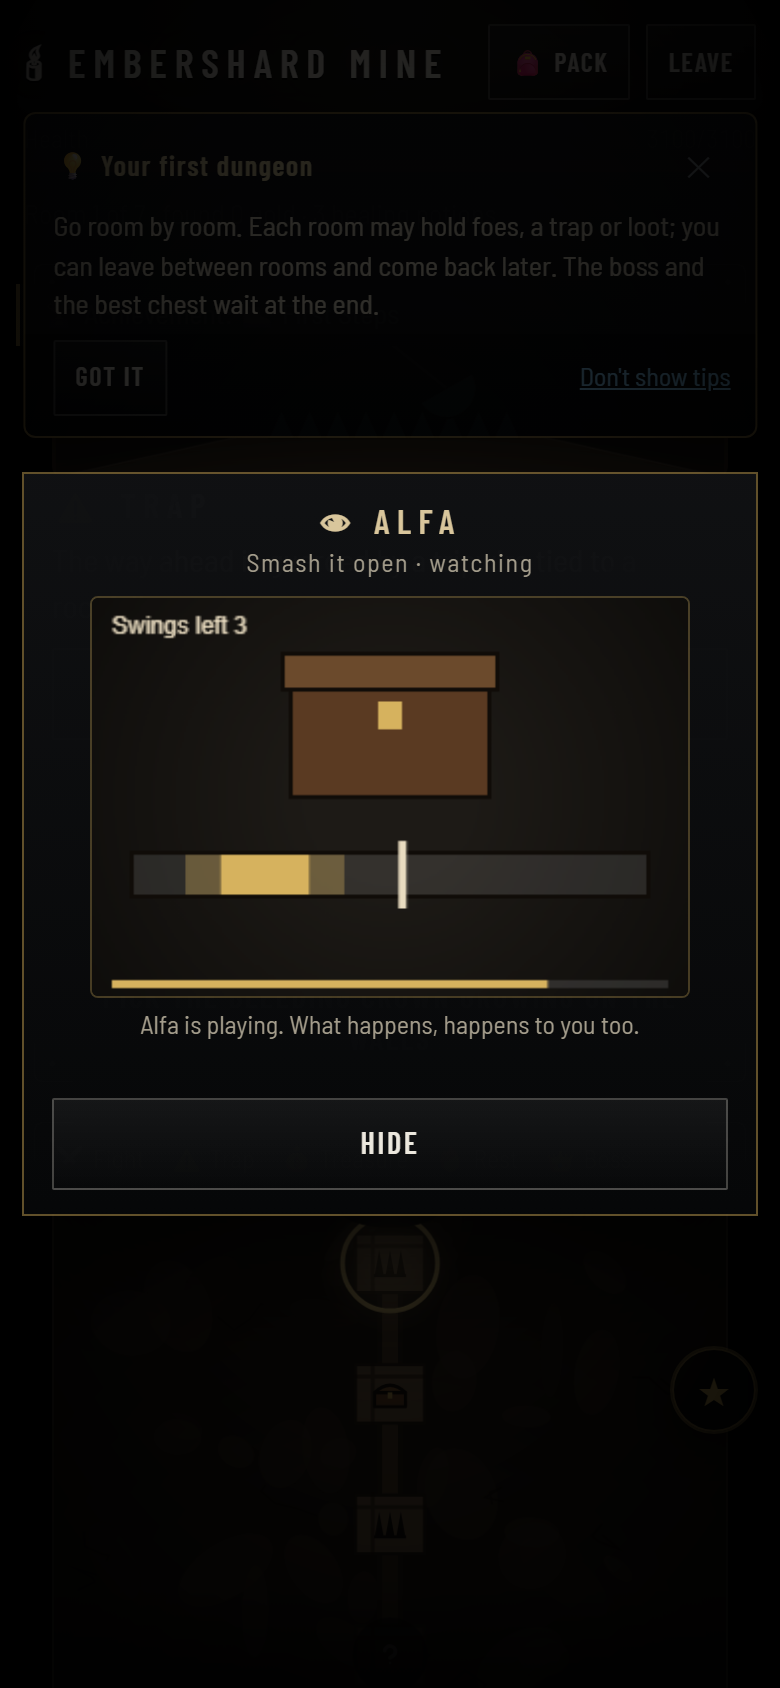 EMBERSHARD MINE
PACK
LEAVE
Your first dungeon
Go room by room. Each room may hold foes, a trap or loot; you
can leave between rooms and come back later. The boss and
the best chest wait at the end.
GOT IT
Don't show tips
ALFA
Smash it open · watching
Swings left 3
Alfa is playing. What happens, happens to you too.
HIDE